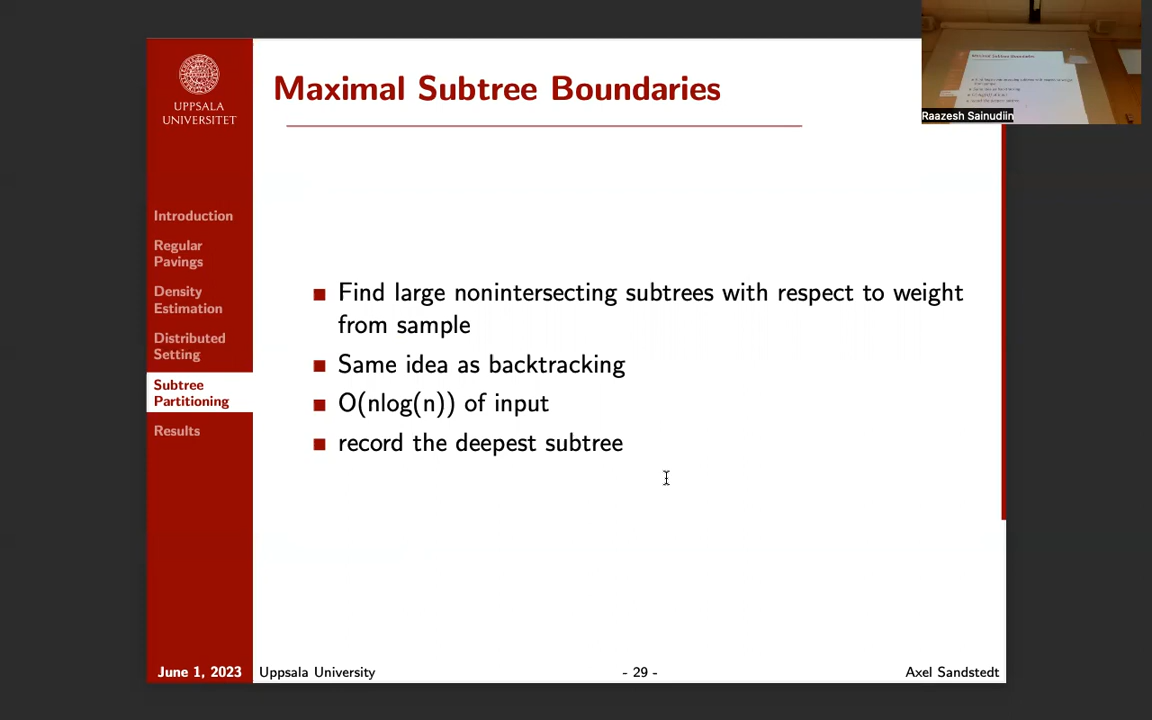 Maximal Subtree Boundaries
UPPSALA
UNIVERSITET
Raazesh Sainudiin
Introduction
Regular
Pavings
Density
Estimation
Distributed
Setting
Subtree
Partitioning
Results
Find large nonintersecting subtrees with respect to weight
from sample
Same idea as backtracking
O(nlog(n)) of input
record the deepest subtree
June 1, 2023
Uppsala University
- 29 -
Axel Sandstedt